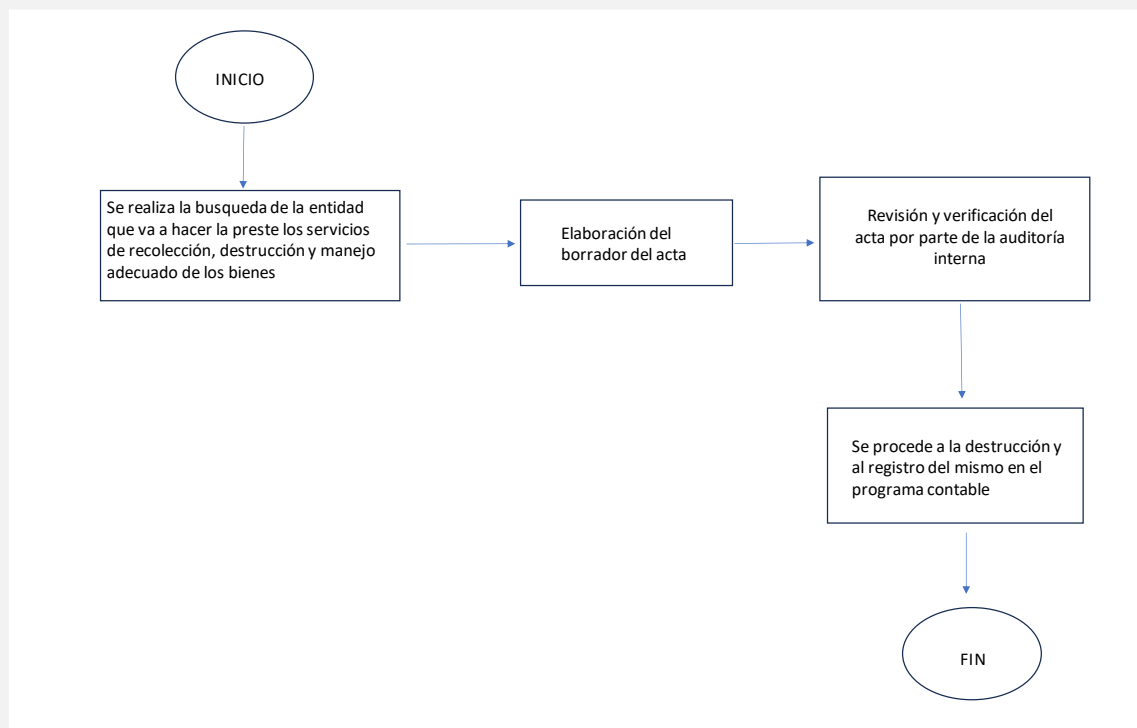 INICIO
Se realiza la busqueda de la entidad
que va a hacer la preste los servicios
de recolección, destrucción y manejo
adecuado de los bienes
Elaboración del
borrador del acta
Revisión y verificación del
acta por parte de la auditoría
interna
Se procede a la destrucción y
al registro del mismo en el
programa contable
FIN